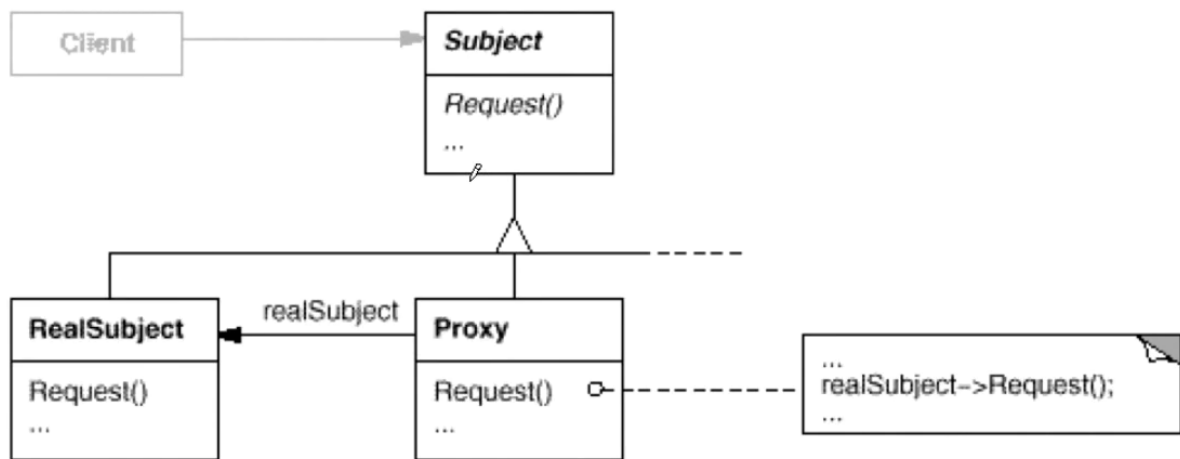 Client
Subject
Request()
...
realSubject
RealSubject
Request()
...
Proxy
Request()
...
...
realSubject->Request();
...